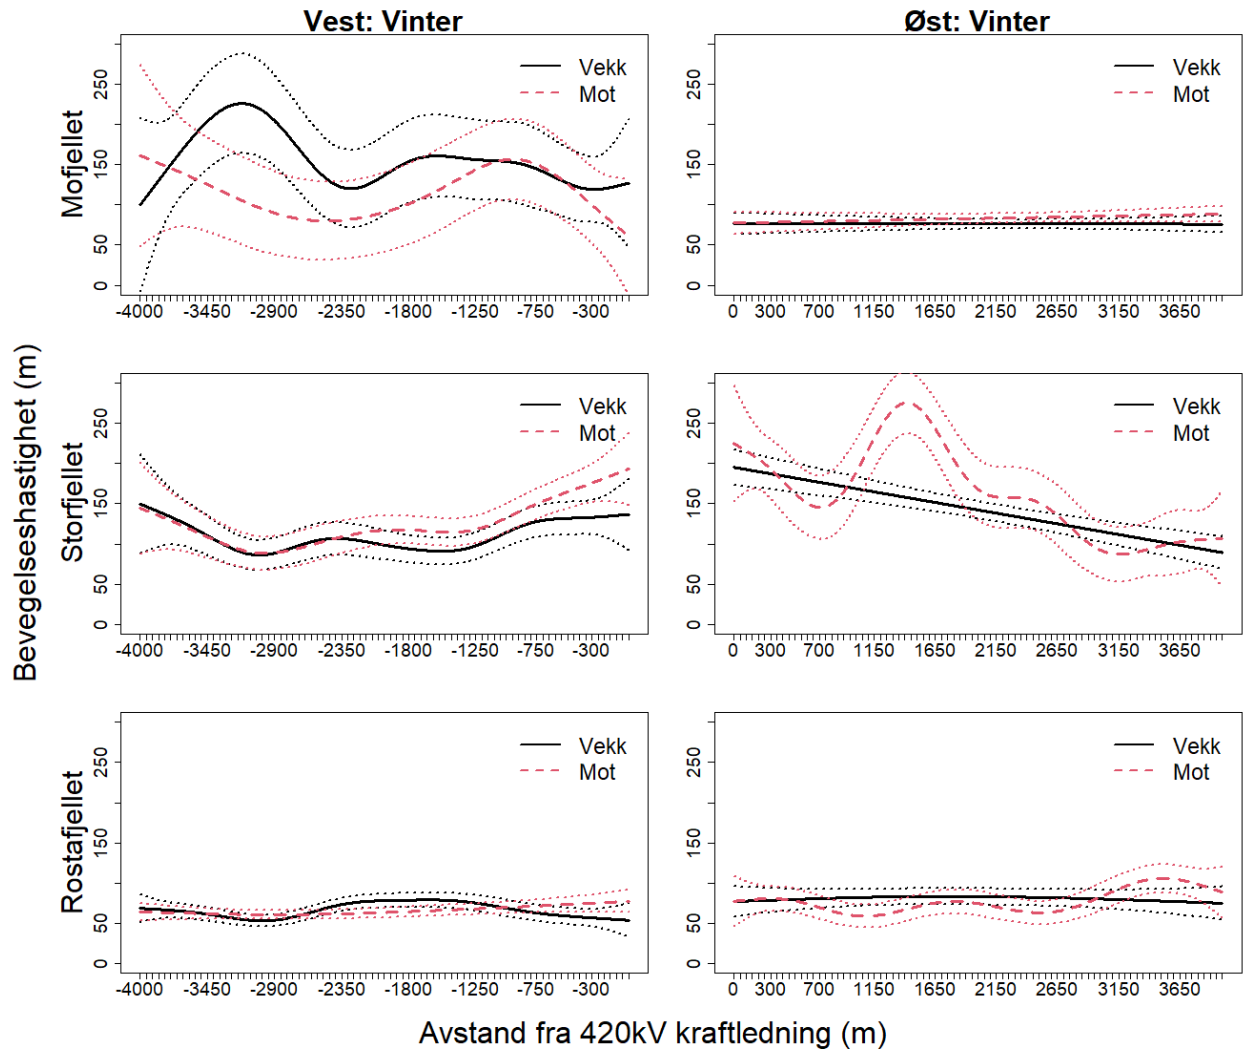 Vest: Vinter
Øst: Vinter
Mofjellet
250
150
50
0
Vekk
Mot
-4000 -3450 -2900 -2350 -1800 -1250 -750 -300
250
150
50
0
Vekk
Mot
0 300 700 1150 1650 2150 2650 3150 3650
Bevegelseshastighet (m)
Storfjellet
250
150
50
0
Vekk
Mot
-4000 -3450 -2900 -2350 -1800 -1250 -750 -300
250
150
50
0
Vekk
Mot
0 300 700 1150 1650 2150 2650 3150 3650
Rostafjellet
250
150
50
0
Vekk
Mot
-4000 -3450 -2900 -2350 -1800 -1250 -750 -300
250
150
50
0
Vekk
Mot
0 300 700 1150 1650 2150 2650 3150 3650
Avstand fra 420kV kraftledning (m)